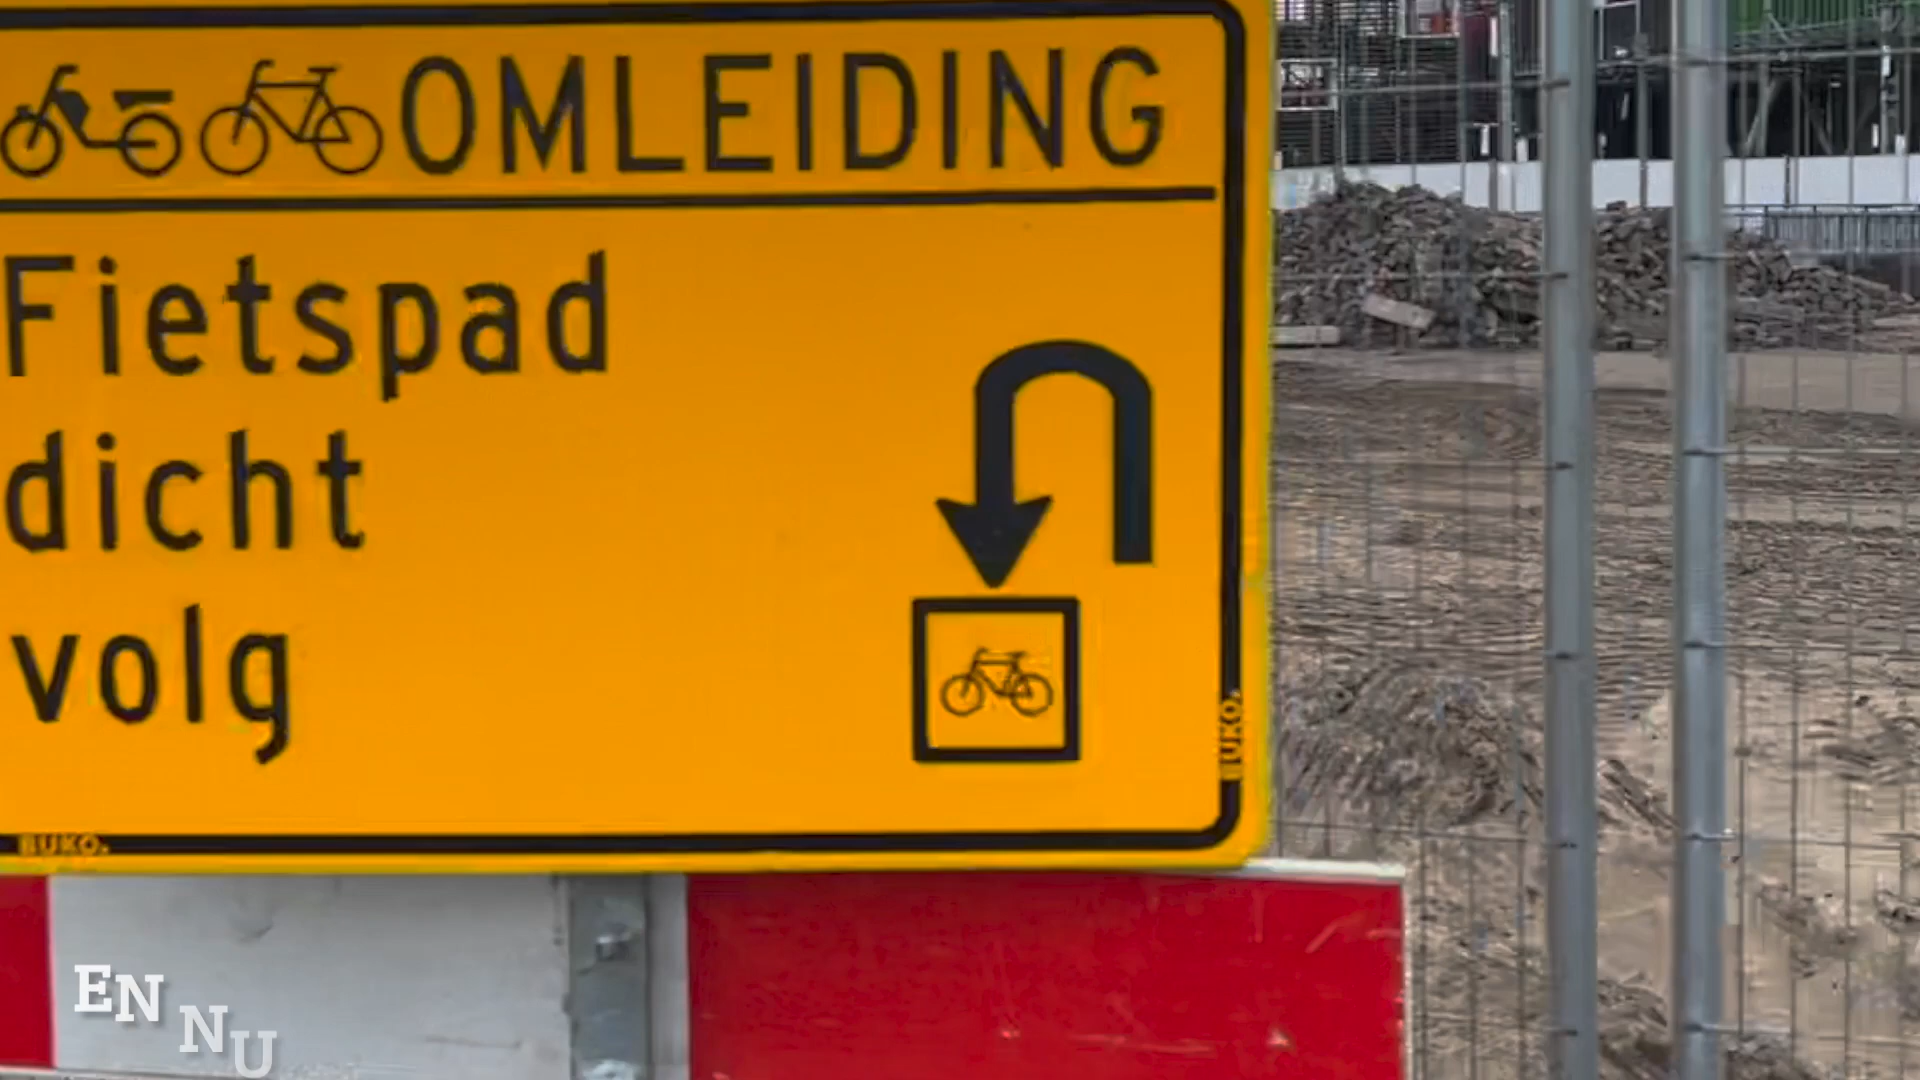 OMLEIDING
Fietspad
dicht
volg
BUKO.
BUKO.
EN
NU